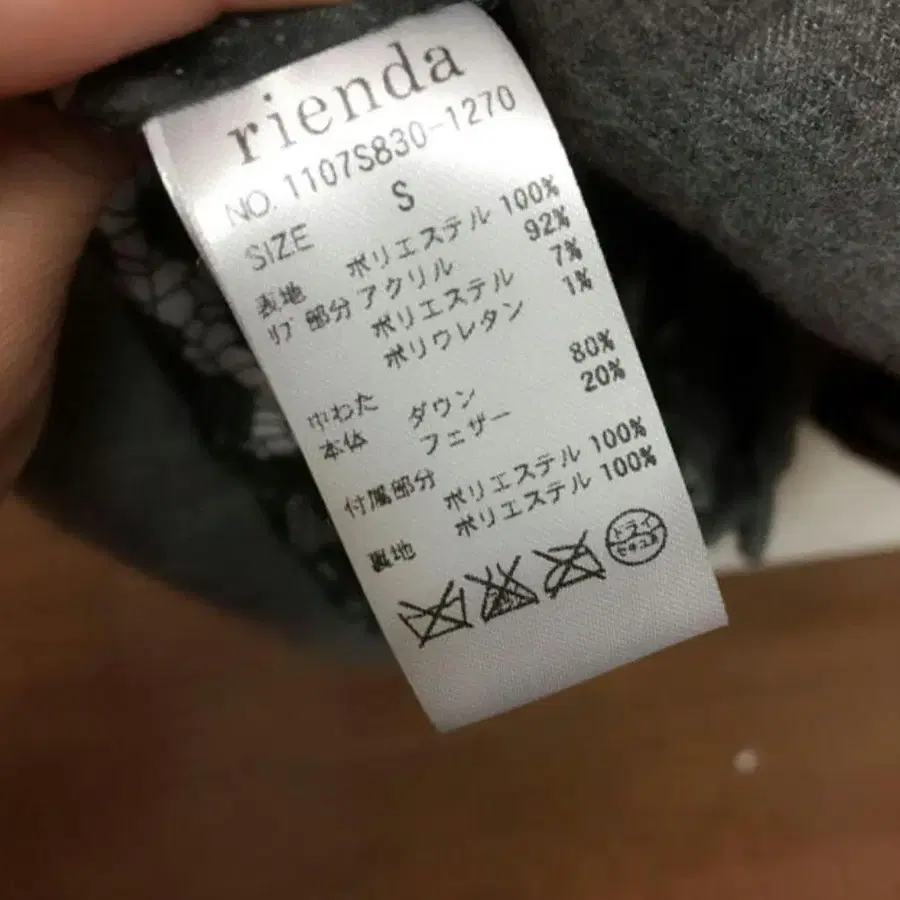 rienda
NO. 1107S830-1270
SIZE S
表地 ポリエステル 100%
リブ部分 アクリル 92%
ポリエステル 7%
ポリウレタン 1%
中わた
本体 ダウン 80%
フェザー 20%
付属部分 ポリエステル 100%
裏地 ポリエステル 100%
ドライ
セキユ系